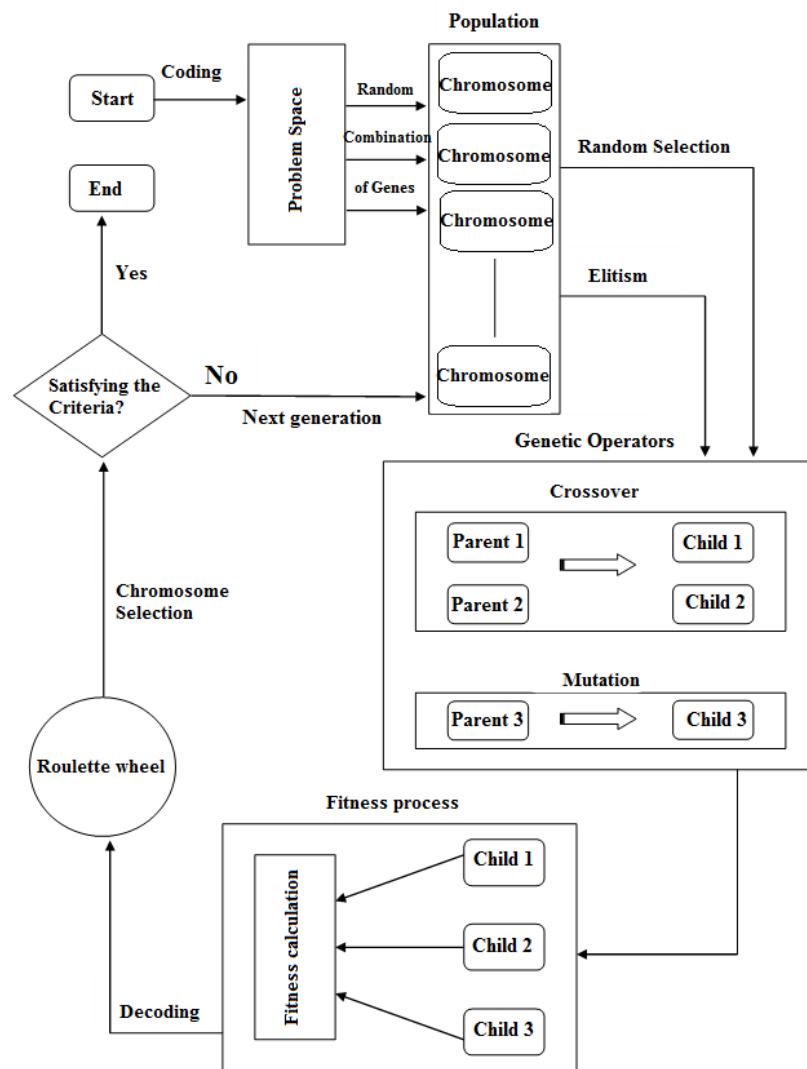 Population
Coding
Start
Problem Space
Random
Combination
of Genes
Chromosome
Chromosome
Chromosome
Chromosome
Random Selection
Elitism
End
Yes
Satisfying the
Criteria?
No
Next generation
Genetic Operators
Crossover
Parent 1
Child 1
Parent 2
Child 2
Mutation
Parent 3
Child 3
Chromosome
Selection
Roulette wheel
Fitness process
Fitness calculation
Child 1
Child 2
Child 3
Decoding